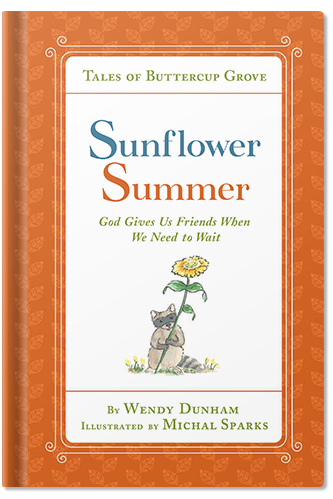 Tales of Buttercup Grove
Sunflower
Summer
God Gives Us Friends When
We Need to Wait
By Wendy Dunham
Illustrated by Michal Sparks